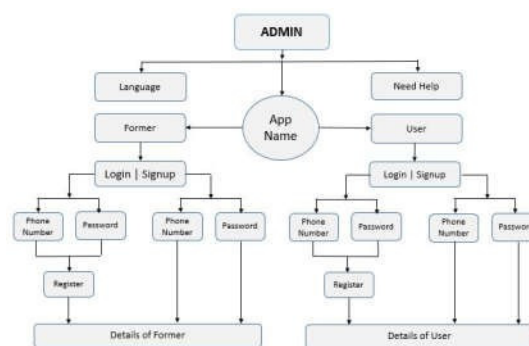 ADMIN
Language
Need Help
App
Name
Former
User
Login | Signup
Login | Signup
Phone
Number
Password
Phone
Number
Password
Phone
Number
Password
Phone
Number
Passwor
Register
Register
Details of Former
Details of User